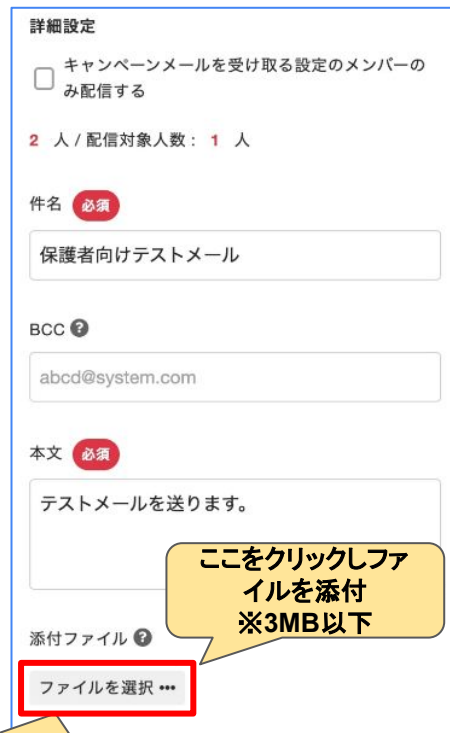 詳細設定
キャンペーンメールを受け取る設定のメンバーの
み配信する
2 人 / 配信対象人数： 1 人
件名 必須
保護者向けテストメール
BCC ?
abcd@system.com
本文 必須
テストメールを送ります。
ここをクリックしファ
イルを添付
※3MB以下
添付ファイル ?
ファイルを選択 •••